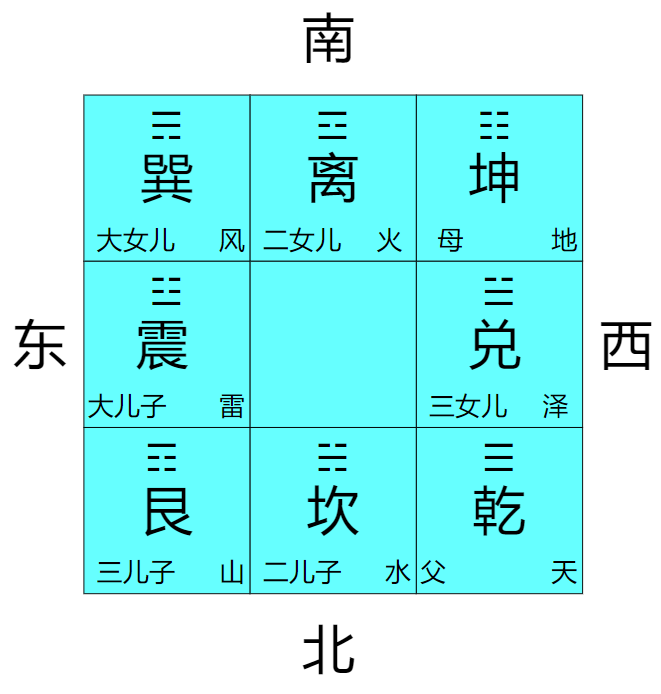 南
☴ ☲ ☷
巽 离 坤
大女儿 风 二女儿 火 母 地
☳ ☱
东 震 兑 西
大儿子 雷 三女儿 泽
☶ ☵ ☰
艮 坎 乾
三儿子 山 二儿子 水 父 天
北